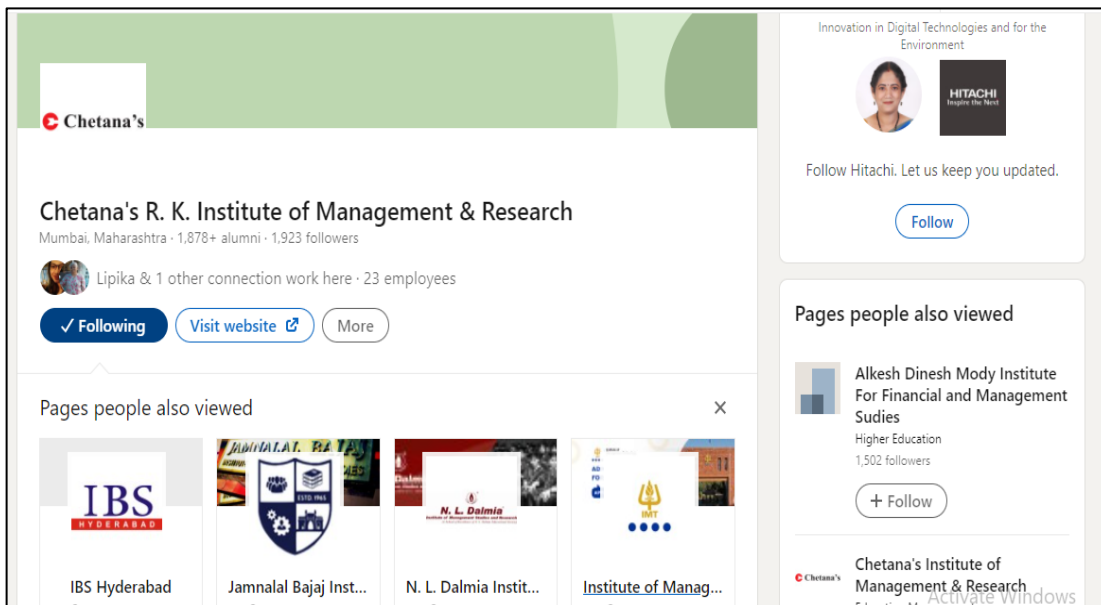 Chetana's
Chetana's R. K. Institute of Management & Research
Mumbai, Maharashtra · 1,878+ alumni · 1,923 followers
Lipika & 1 other connection work here · 23 employees
✓ Following
Visit website
More
Pages people also viewed
IBS
HYDERABAD
IBS Hyderabad
JAMNALAL BAJAJ
ESTD. 1965
Jamnalal Bajaj Inst...
N. L. Dalmia
N. L. Dalmia Instit...
IMT
Institute of Manag...
Innovation in Digital Technologies and for the
Environment
HITACHI
Inspire the Next
Follow Hitachi. Let us keep you updated.
Follow
Pages people also viewed
Alkesh Dinesh Mody Institute
For Financial and Management
Sudies
Higher Education
1,502 followers
+ Follow
Chetana's
Chetana's Institute of
Management & Research
Activate Windows